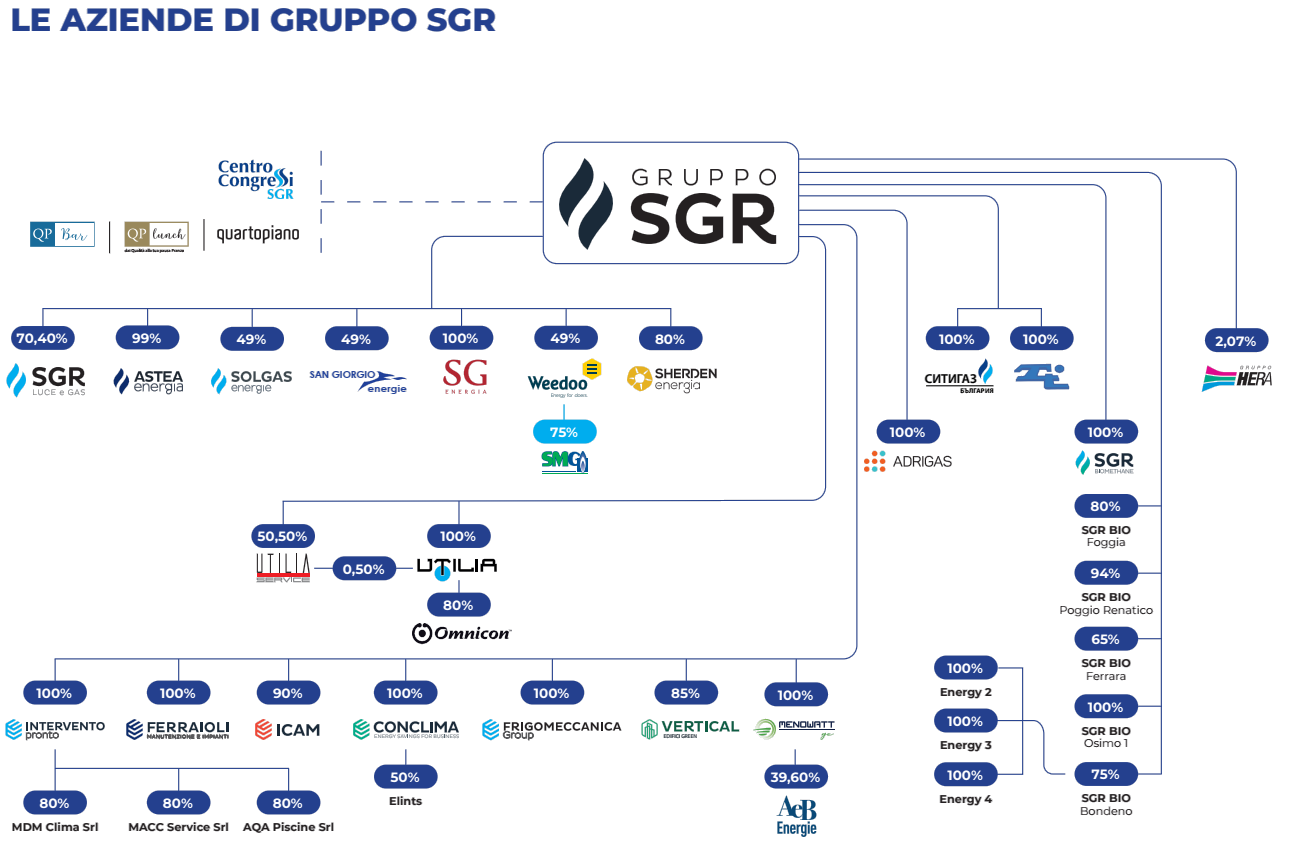 LE AZIENDE DI GRUPPO SGR
Centro
Congressi
SGR
QP Bar
QP lunch
dai Qualità alla tua pausa Pranzo
quartopiano
GRUPPO
SGR
70,40%
SGR
LUCE e GAS
99%
ASTEA
energia
49%
SOLGAS
energie
49%
SAN GIORGIO
energie
100%
SG
ENERGIA
49%
Weedoo
Energy for doers
75%
SMG
80%
SHERDEN
energia
100%
СИТИГАЗ
БЪЛГАРИЯ
100%
2,07%
GRUPPO
HERA
100%
ADRIGAS
100%
SGR
BIOMETHANE
80%
SGR BIO
Foggia
94%
SGR BIO
Poggio Renatico
65%
SGR BIO
Ferrara
100%
SGR BIO
Osimo 1
75%
SGR BIO
Bondeno
100%
Energy 2
100%
Energy 3
100%
Energy 4
50,50%
UTILIA
SERVICE
0,50%
100%
UTILIA
80%
Omnicon
100%
INTERVENTO
pronto
100%
FERRAIOLI
MANUTENZIONE E IMPIANTI
90%
ICAM
100%
CONCLIMA
ENERGY SAVINGS FOR BUSINESS
100%
FRIGOMECCANICA
Group
85%
VERTICAL
EDIFICI GREEN
100%
MENOWATT
ge
80%
MDM Clima Srl
80%
MACC Service Srl
80%
AQA Piscine Srl
50%
Elints
39,60%
AeB
Energie